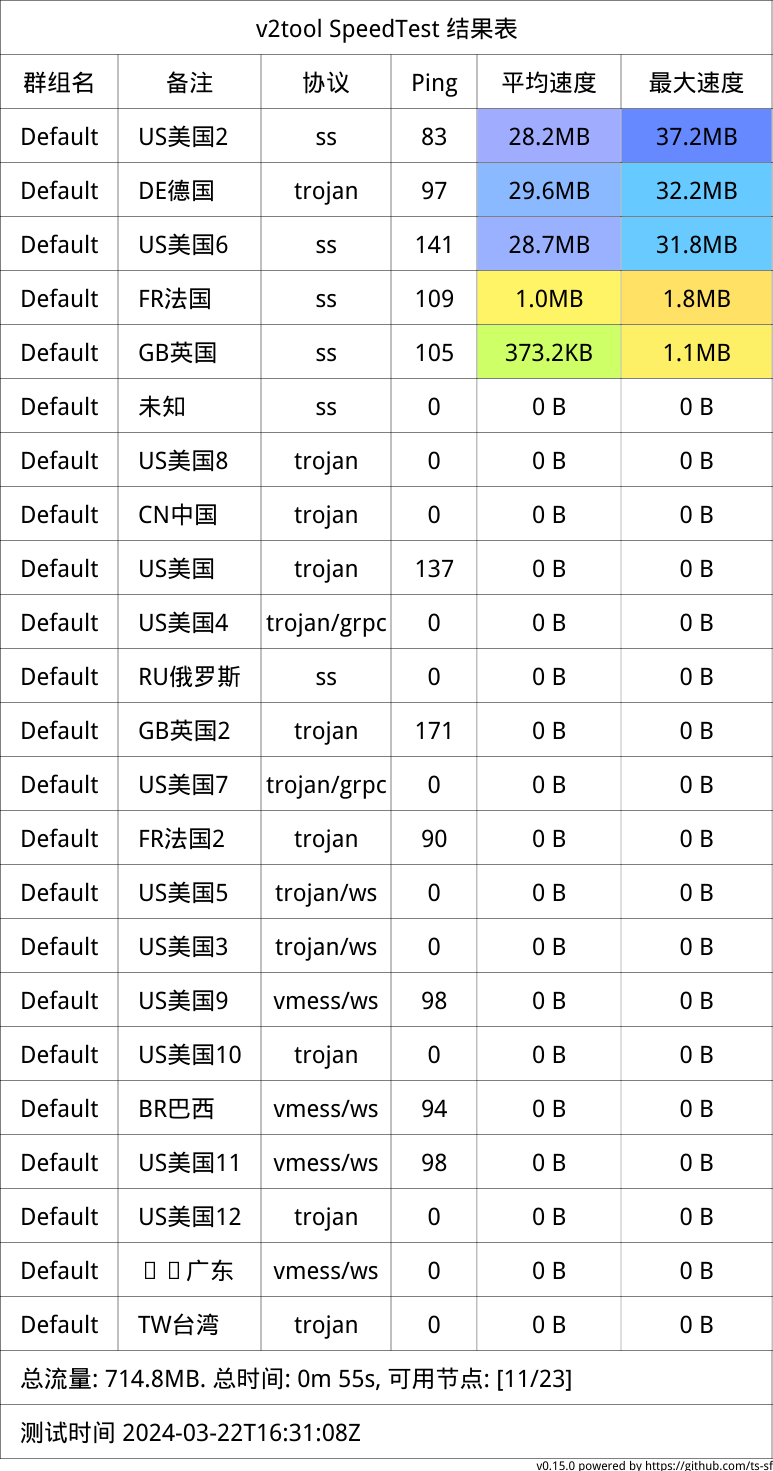 v2tool SpeedTest 结果表
群组名 备注 协议 Ping 平均速度 最大速度
Default US美国2 ss 83 28.2MB 37.2MB
Default DE德国 trojan 97 29.6MB 32.2MB
Default US美国6 ss 141 28.7MB 31.8MB
Default FR法国 ss 109 1.0MB 1.8MB
Default GB英国 ss 105 373.2KB 1.1MB
Default 未知 ss 0 0 B 0 B
Default US美国8 trojan 0 0 B 0 B
Default CN中国 trojan 0 0 B 0 B
Default US美国 trojan 137 0 B 0 B
Default US美国4 trojan/grpc 0 0 B 0 B
Default RU俄罗斯 ss 0 0 B 0 B
Default GB英国2 trojan 171 0 B 0 B
Default US美国7 trojan/grpc 0 0 B 0 B
Default FR法国2 trojan 90 0 B 0 B
Default US美国5 trojan/ws 0 0 B 0 B
Default US美国3 trojan/ws 0 0 B 0 B
Default US美国9 vmess/ws 98 0 B 0 B
Default US美国10 trojan 0 0 B 0 B
Default BR巴西 vmess/ws 94 0 B 0 B
Default US美国11 vmess/ws 98 0 B 0 B
Default US美国12 trojan 0 0 B 0 B
Default 广东 vmess/ws 0 0 B 0 B
Default TW台湾 trojan 0 0 B 0 B
总流量: 714.8MB. 总时间: 0m 55s, 可用节点: [11/23]
测试时间 2024-03-22T16:31:08Z
v0.15.0 powered by https://github.com/ts-sf